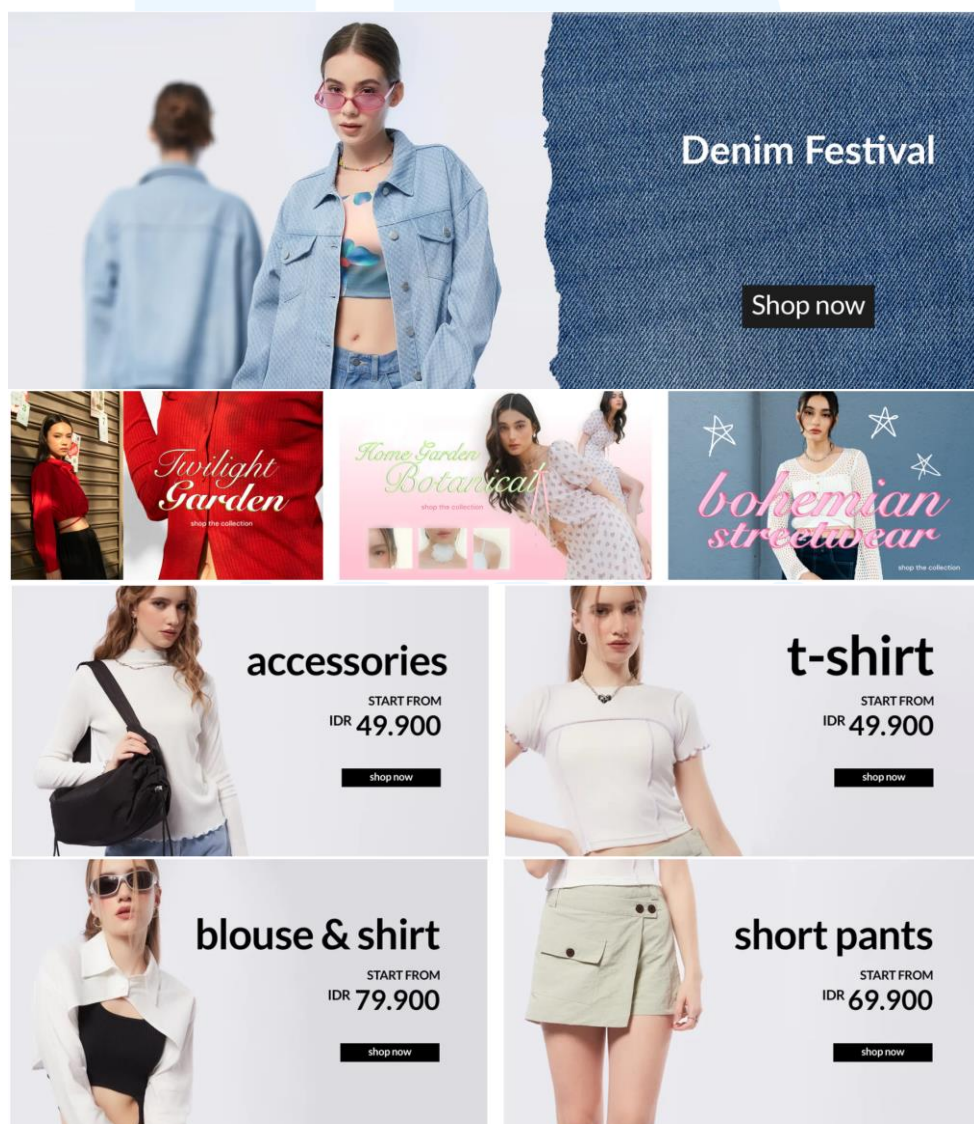 Denim Festival
Shop now
Twilight
Garden
shop the collection
Home Garden
Botanical
shop the collection
bohemian
streetwear
shop the collection
accessories
START FROM
IDR 49.900
shop now
t-shirt
START FROM
IDR 49.900
shop now
blouse & shirt
START FROM
IDR 79.900
shop now
short pants
START FROM
IDR 69.900
shop now